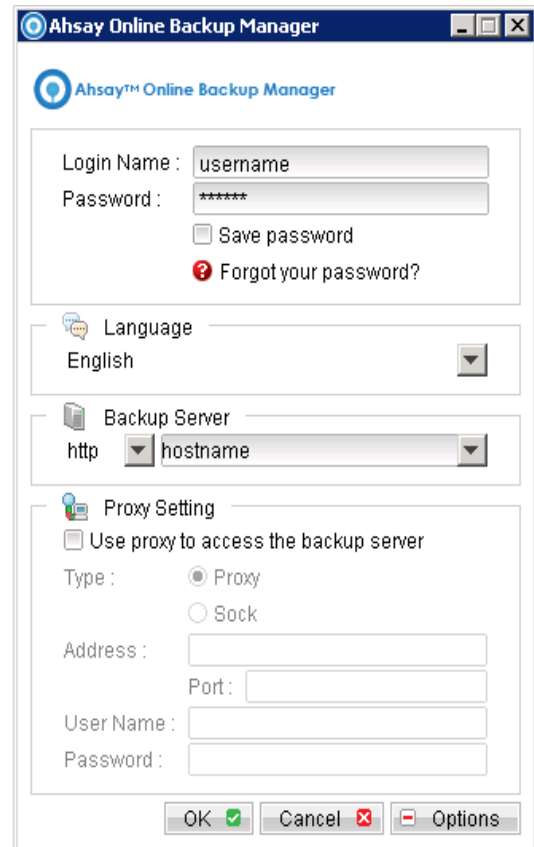 Ahsay Online Backup Manager
Ahsay™ Online Backup Manager
Login Name : username
Password : ******
Save password
Forgot your password?
Language
English
Backup Server
http hostname
Proxy Setting
Use proxy to access the backup server
Type : Proxy
Sock
Address :
Port :
User Name :
Password :
OK Cancel Options